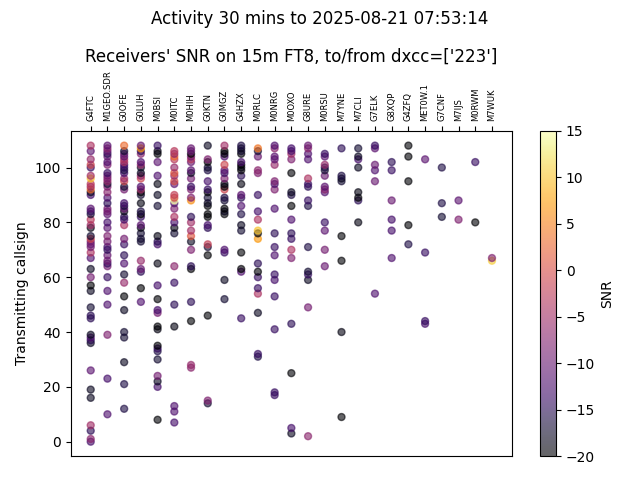 Activity 30 mins to 2025-08-21 07:53:14
Receivers' SNR on 15m FT8, to/from dxcc=['223']
G4FTC
M1GEO.SDR
G0OFE
G0LUH
M0BSI
M0ITC
M0HIH
G0KTN
G0MGZ
G4HZX
M0RLC
M0NRG
M0OXO
G8URE
M0RSU
M7YNE
M7CLI
G7ELK
G8XQP
G4ZFQ
MET0W.1
G7CNF
M7IJS
M0RWM
M7WUK
Transmitting callsign
100
80
60
40
20
0
15
10
5
0
−5
−10
−15
−20
SNR